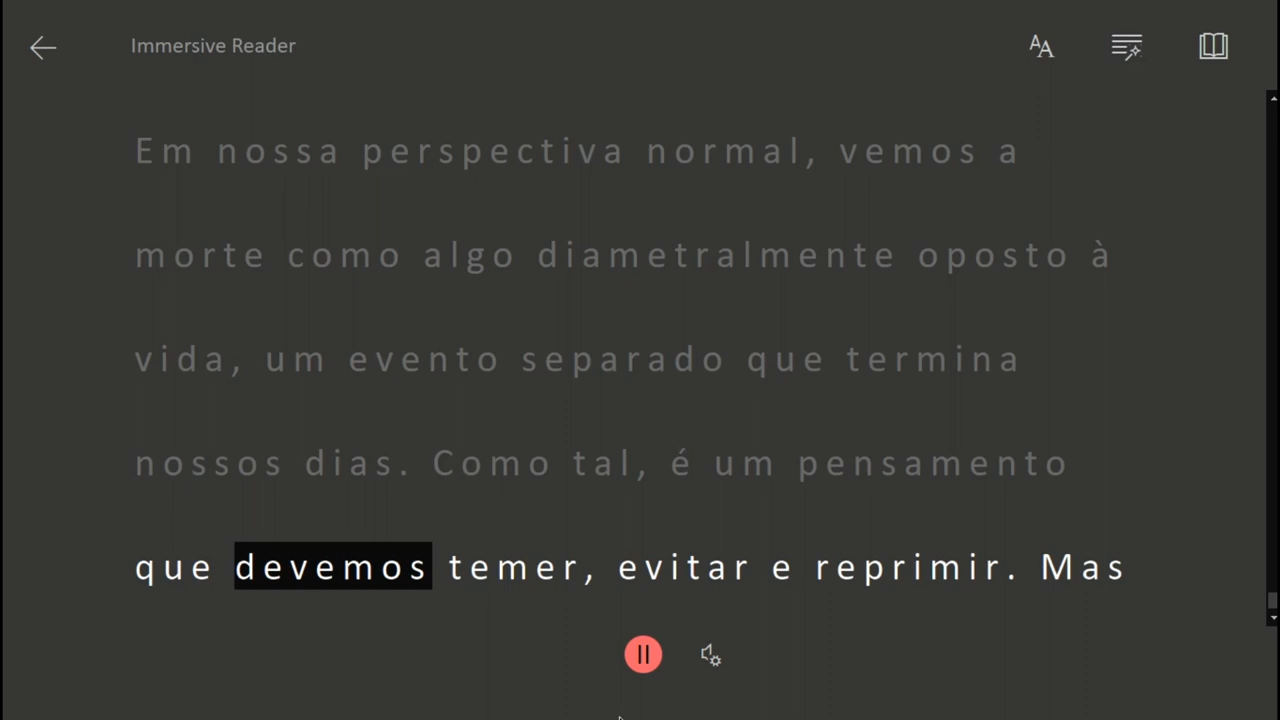 Immersive Reader
Em nossa perspectiva normal, vemos a
morte como algo diametralmente oposto à
vida, um evento separado que termina
nossos dias. Como tal, é um pensamento
que devemos temer, evitar e reprimir. Mas